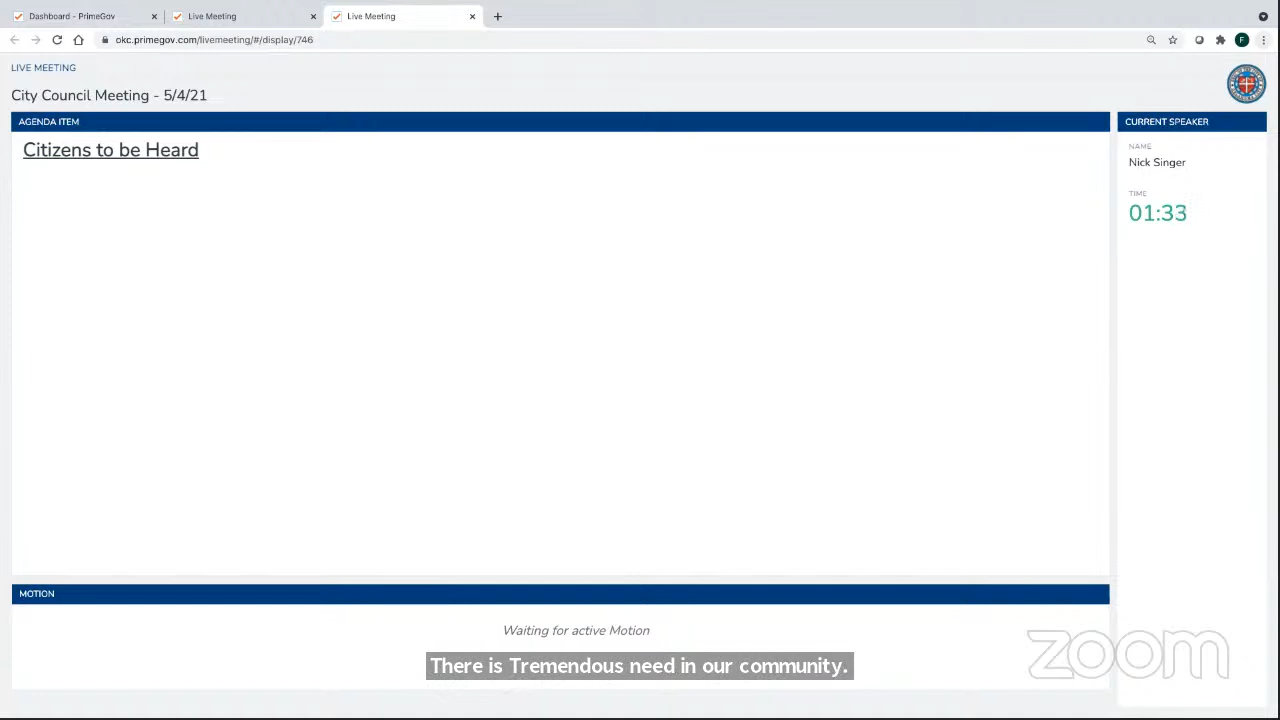 Dashboard - PrimeGov
Live Meeting
Live Meeting
okc.primegov.com/livemeeting/#/display/746
F
LIVE MEETING
City Council Meeting - 5/4/21
AGENDA ITEM
Citizens to be Heard
CURRENT SPEAKER
NAME
Nick Singer
TIME
01:33
MOTION
Waiting for active Motion
There is Tremendous need in our community.
zoom